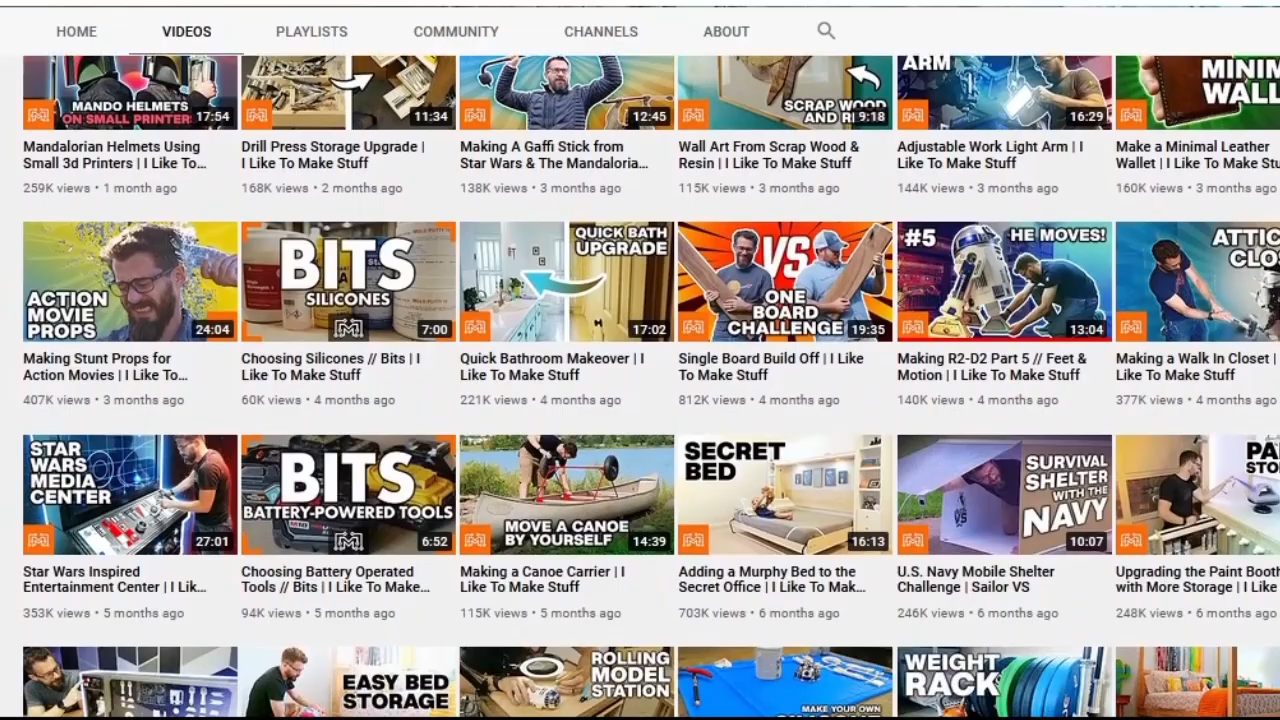 HOME VIDEOS PLAYLISTS COMMUNITY CHANNELS ABOUT
MANDO HELMETS
ON SMALL PRINTERS
17:54
11:34
12:45
SCRAP WOOD
AND RE
9:18
ARM
16:29
MINIM
WALL
Mandalorian Helmets Using
Small 3d Printers | I Like To...
259K views • 1 month ago
Drill Press Storage Upgrade |
I Like To Make Stuff
168K views • 2 months ago
Making A Gaffi Stick from
Star Wars & The Mandaloria...
138K views • 3 months ago
Wall Art From Scrap Wood &
Resin | I Like To Make Stuff
115K views • 3 months ago
Adjustable Work Light Arm | I
Like To Make Stuff
144K views • 3 months ago
Make a Minimal Leather
Wallet | I Like To Make Stu
160K views • 3 months ago
ACTION
MOVIE
PROPS
24:04
BITS
SILICONES
7:00
QUICK BATH
UPGRADE
17:02
VS
ONE
BOARD
CHALLENGE
19:35
#5
HE MOVES!
13:04
ATTIC
CLOS
Making Stunt Props for
Action Movies | I Like To...
407K views • 3 months ago
Choosing Silicones // Bits | I
Like To Make Stuff
60K views • 4 months ago
Quick Bathroom Makeover | I
Like To Make Stuff
221K views • 4 months ago
Single Board Build Off | I Like
To Make Stuff
812K views • 4 months ago
Making R2-D2 Part 5 // Feet &
Motion | I Like To Make Stuff
140K views • 4 months ago
Making a Walk In Closet |
Like To Make Stuff
377K views • 4 months ago
STAR
WARS
MEDIA
CENTER
27:01
BITS
BATTERY-POWERED TOOLS
6:52
MOVE A CANOE
BY YOURSELF
14:39
SECRET
BED
16:13
SURVIVAL
SHELTER
WITH THE
NAVY
10:07
PA
STO
Star Wars Inspired
Entertainment Center | I Lik...
353K views • 5 months ago
Choosing Battery Operated
Tools // Bits | I Like To Make...
94K views • 5 months ago
Making a Canoe Carrier | I
Like To Make Stuff
115K views • 5 months ago
Adding a Murphy Bed to the
Secret Office | I Like To Mak...
703K views • 6 months ago
U.S. Navy Mobile Shelter
Challenge | Sailor VS
246K views • 6 months ago
Upgrading the Paint Booth
with More Storage | I Like
248K views • 6 months ago
EASY BED
STORAGE
ROLLING
MODEL
STATION
MAKE YOUR OWN
WEIGHT
RACK